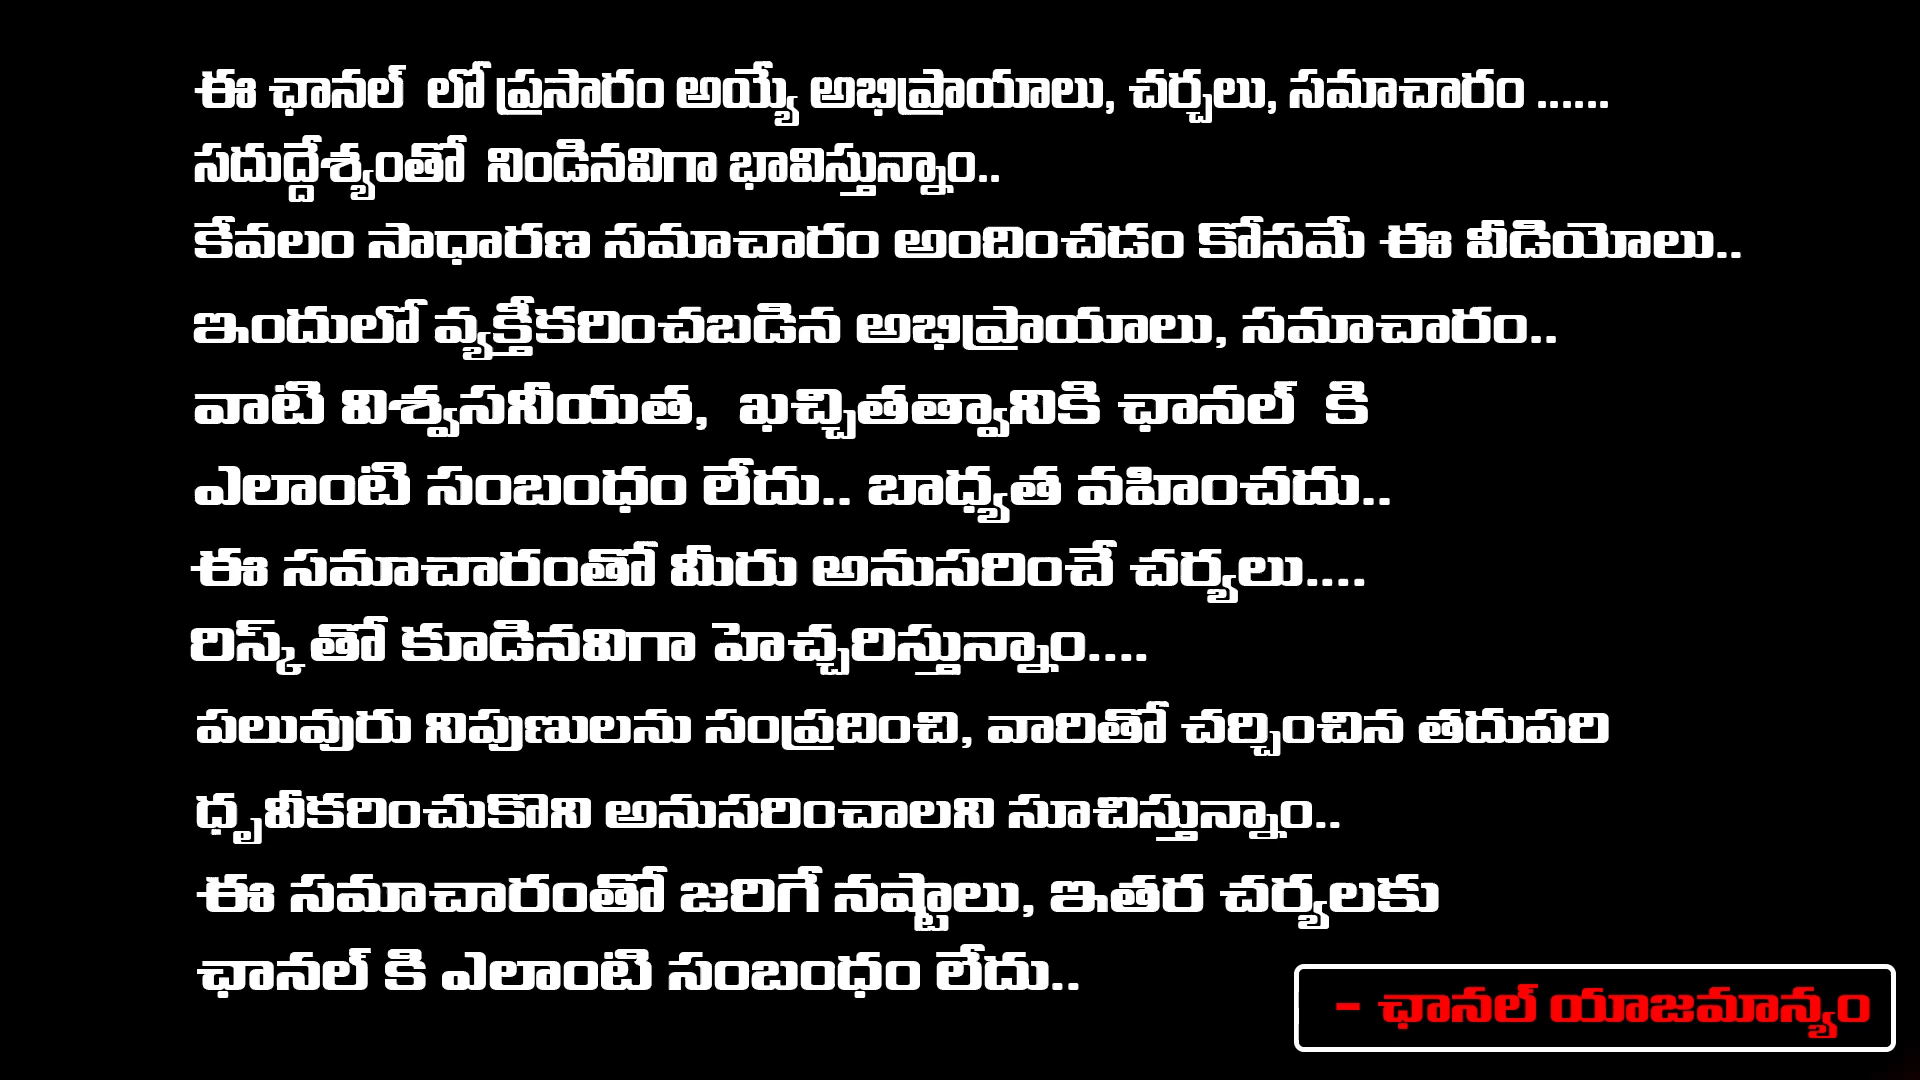 ఈ ఛానల్ లో ప్రసారం అయ్యే అభిప్రాయాలు, చర్చలు, సమాచారం ......
సదుద్దేశ్యంతో నిండినవిగా భావిస్తున్నాం..
కేవలం సాధారణ సమాచారం అందించడం కోసమే ఈ వీడియోలు..
ఇందులో వ్యక్తీకరించబడిన అభిప్రాయాలు, సమాచారం..
వాటి విశ్వసనీయత, ఖచ్చితత్వానికి ఛానల్ కి
ఎలాంటి సంబంధం లేదు.. బాధ్యత వహించదు..
ఈ సమాచారంతో మీరు అనుసరించే చర్యలు....
రిస్క్ తో కూడినవిగా హెచ్చరిస్తున్నాం....
పలువురు నిపుణులను సంప్రదించి, వారితో చర్చించిన తదుపరి
ధృవీకరించుకొని అనుసరించాలని సూచిస్తున్నాం..
ఈ సమాచారంతో జరిగే నష్టాలు, ఇతర చర్యలకు
ఛానల్ కి ఎలాంటి సంబంధం లేదు..
- ఛానల్ యాజమాన్యం